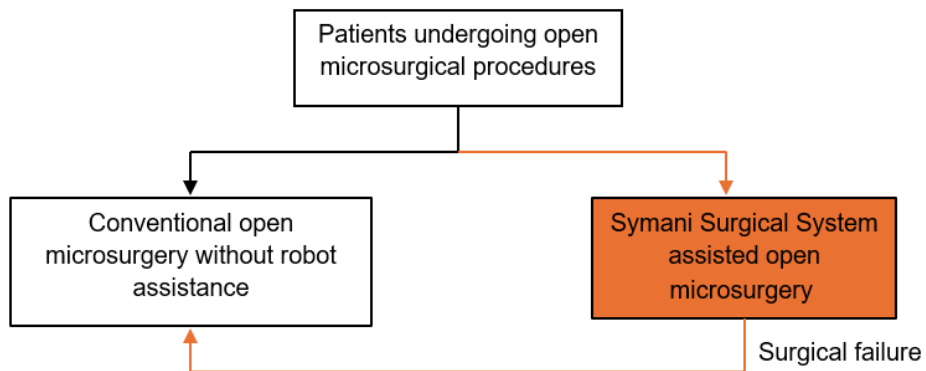 Patients undergoing open
microsurgical procedures
Conventional open
microsurgery without robot
assistance
Symani Surgical System
assisted open
microsurgery
Surgical failure